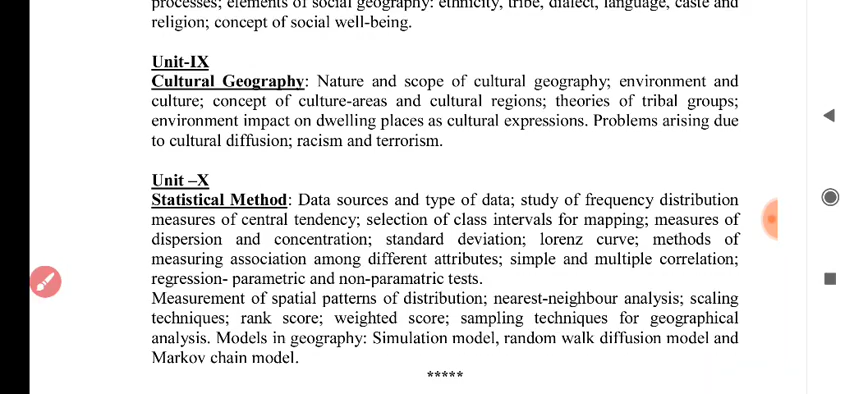 processes; elements of social geography: ethnicity, tribe, dialect, language, caste and
religion; concept of social well-being.
Unit-IX
Cultural Geography: Nature and scope of cultural geography; environment and
culture; concept of culture-areas and cultural regions; theories of tribal groups;
environment impact on dwelling places as cultural expressions. Problems arising due
to cultural diffusion; racism and terrorism.
Unit –X
Statistical Method: Data sources and type of data; study of frequency distribution
measures of central tendency; selection of class intervals for mapping; measures of
dispersion and concentration; standard deviation; lorenz curve; methods of
measuring association among different attributes; simple and multiple correlation;
regression- parametric and non-paramatric tests.
Measurement of spatial patterns of distribution; nearest-neighbour analysis; scaling
techniques; rank score; weighted score; sampling techniques for geographical
analysis. Models in geography: Simulation model, random walk diffusion model and
Markov chain model.
*****